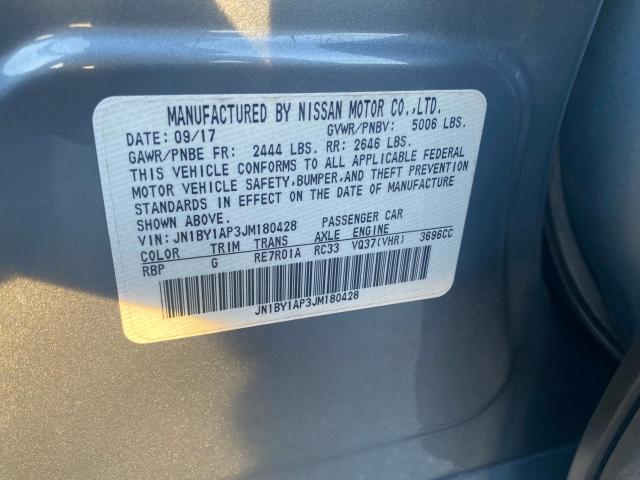 MANUFACTURED BY NISSAN MOTOR CO.,LTD.
DATE: 09/17 GVWR/PNBV: 5006 LBS.
GAWR/PNBE FR: 2444 LBS. RR: 2646 LBS.
THIS VEHICLE CONFORMS TO ALL APPLICABLE FEDERAL
MOTOR VEHICLE SAFETY,BUMPER,AND THEFT PREVENTION
STANDARDS IN EFFECT ON THE DATE OF MANUFACTURE
SHOWN ABOVE.
VIN: JN1BY1AP3JM180428 PASSENGER CAR
COLOR TRIM TRANS AXLE ENGINE
RBP G RE7R01A RC33 VQ37(VHR) 3696CC
JN1BY1AP3JM180428